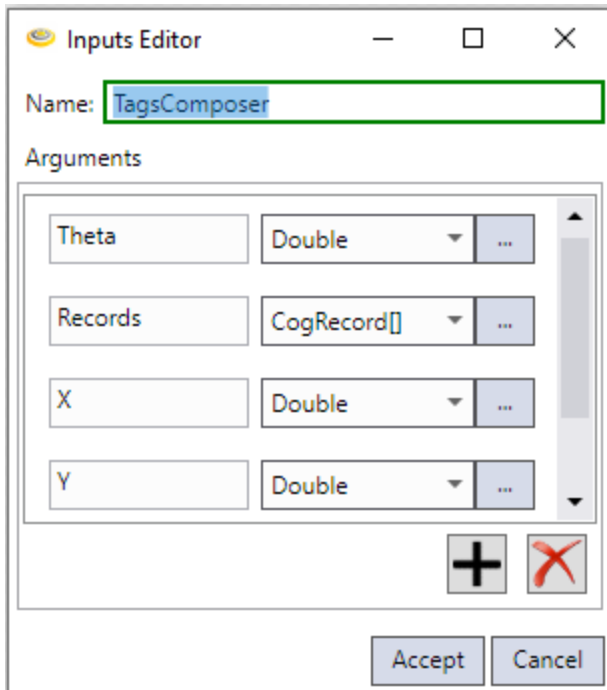 Inputs Editor
Name: TagsComposer
Arguments
Theta Double ...
Records CogRecord[] ...
X Double ...
Y Double ...
Accept Cancel